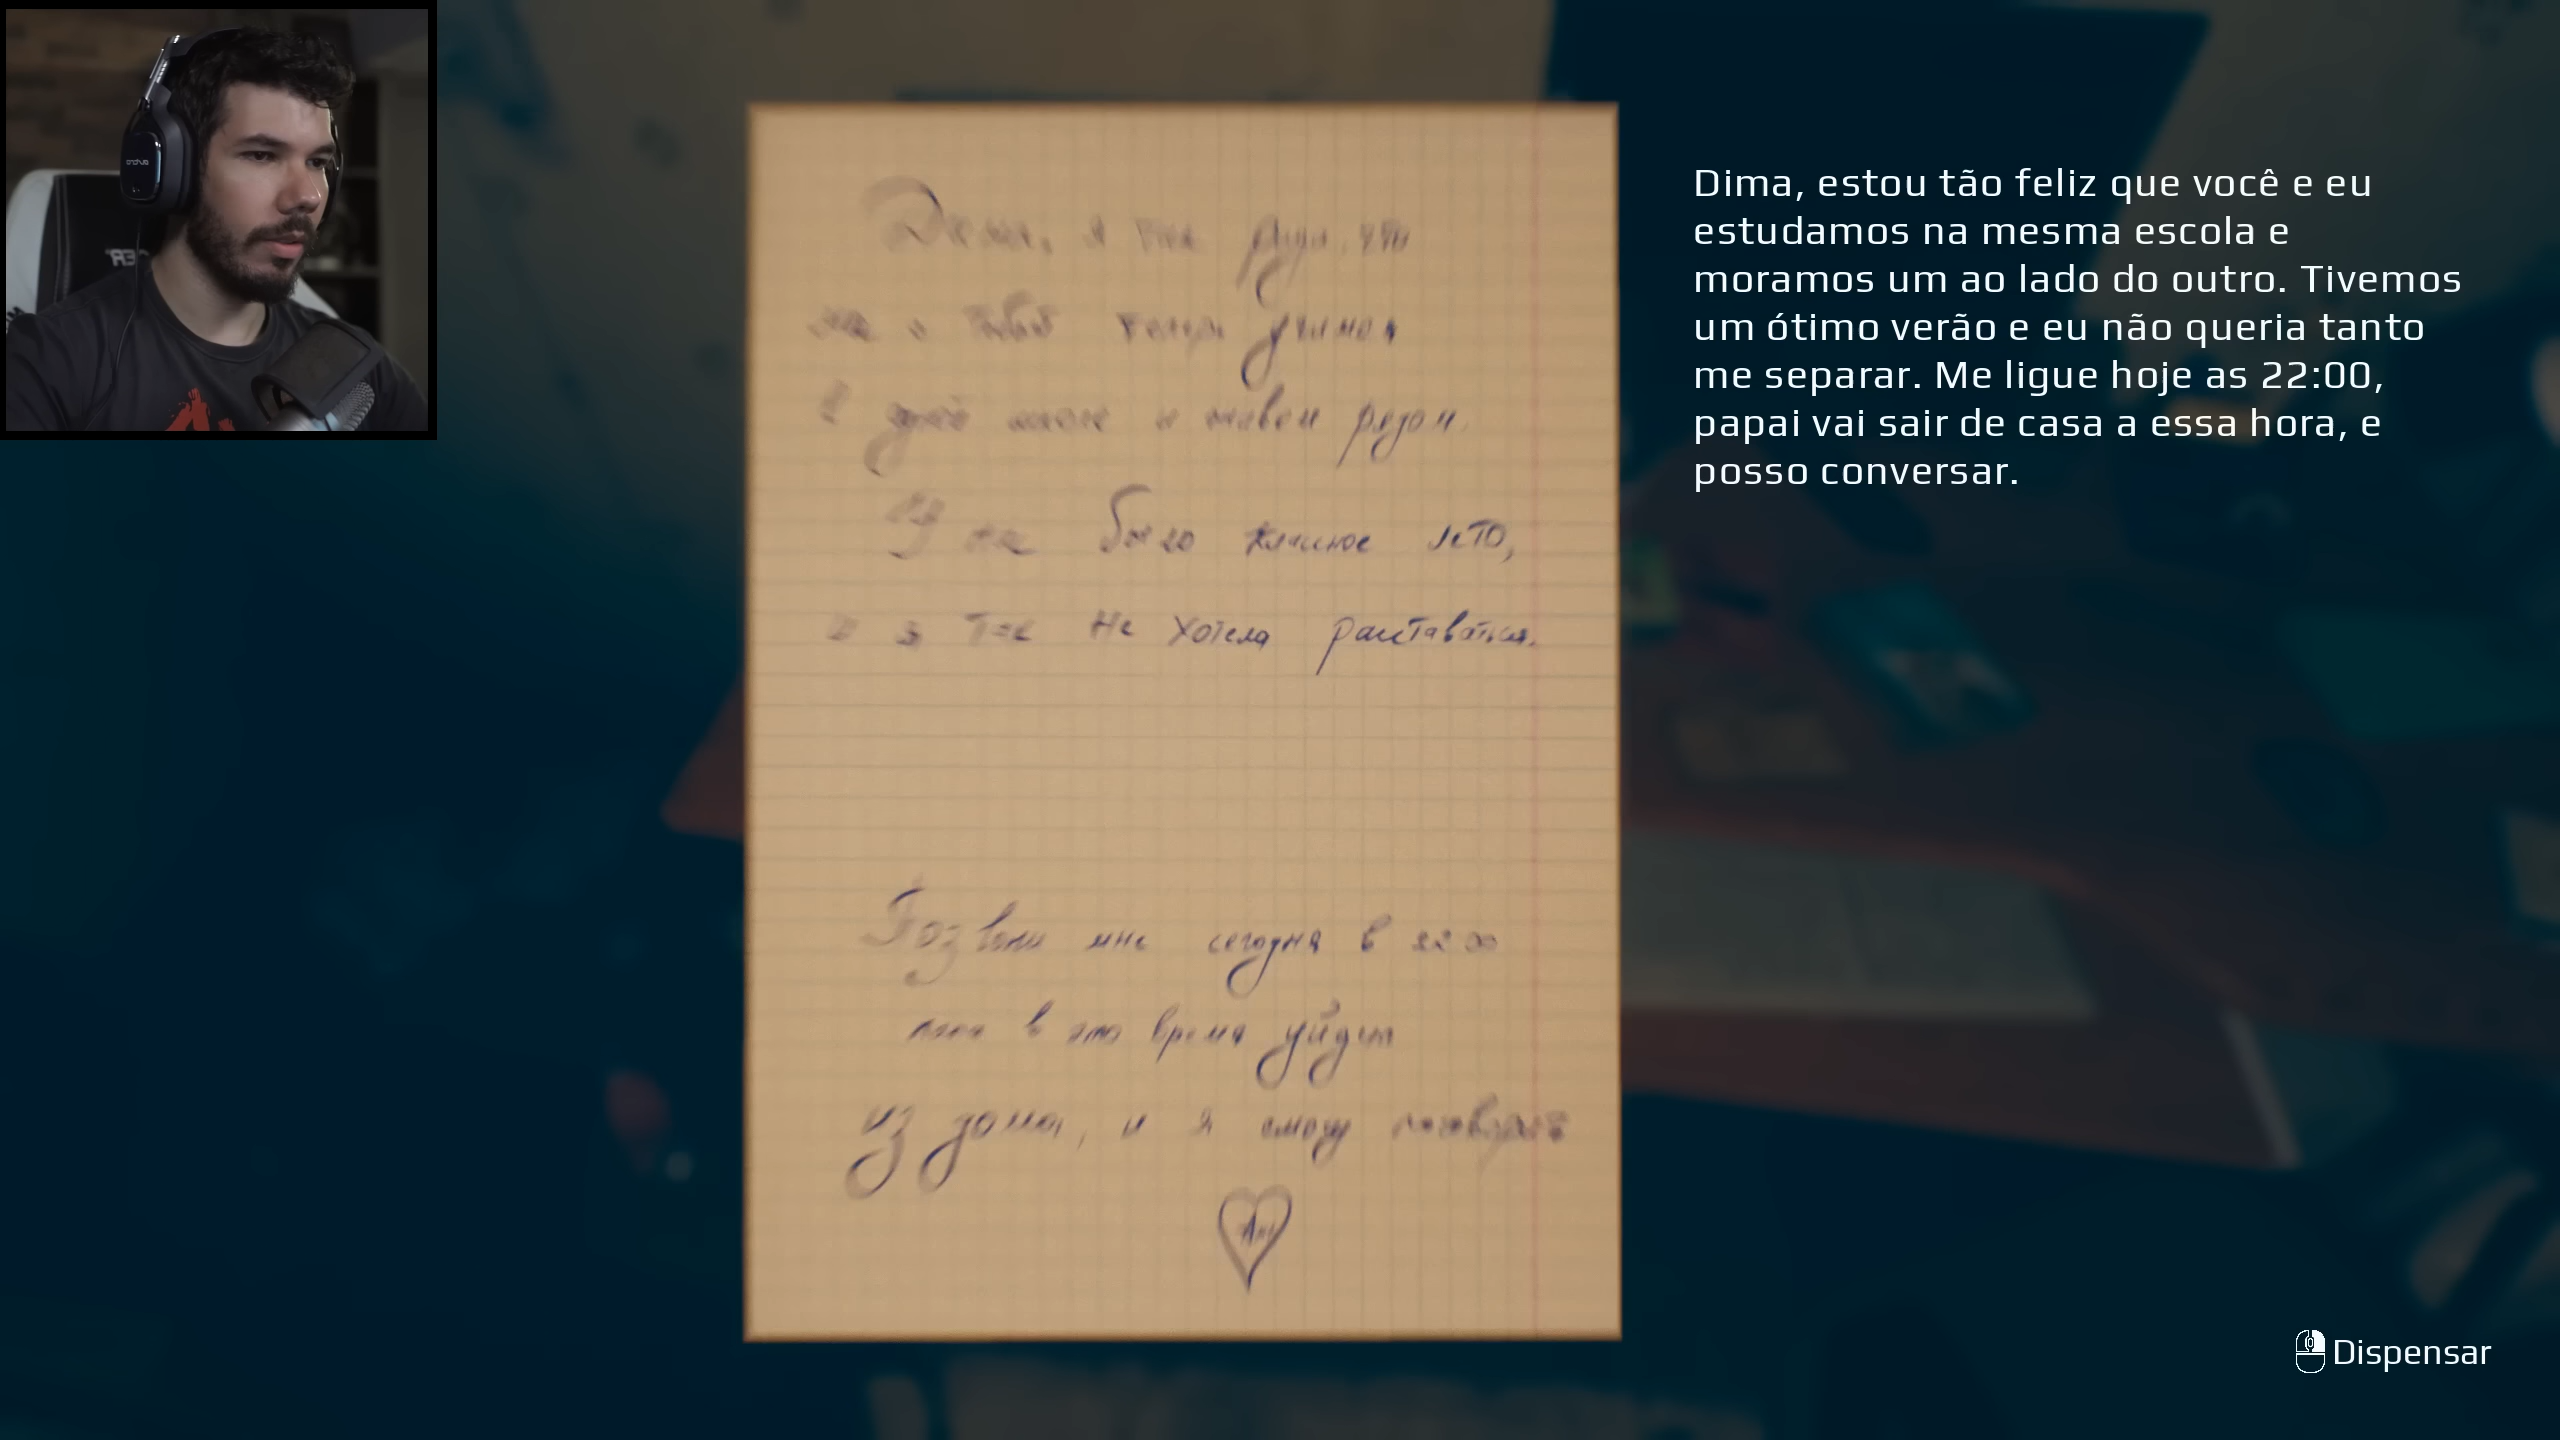 Дима, я так рада, что
мы с тобой теперь учимся
в одной школе и живем рядом.
У нас было классное лето,
и я так не хотела расставаться.
Позвони мне сегодня в 22 00
папа в это время уйдет
из дома, и я смогу поговорить
Аня
Dima, estou tão feliz que você e eu
estudamos na mesma escola e
moramos um ao lado do outro. Tivemos
um ótimo verão e eu não queria tanto
me separar. Me ligue hoje as 22:00,
papai vai sair de casa a essa hora, e
posso conversar.
Dispensar